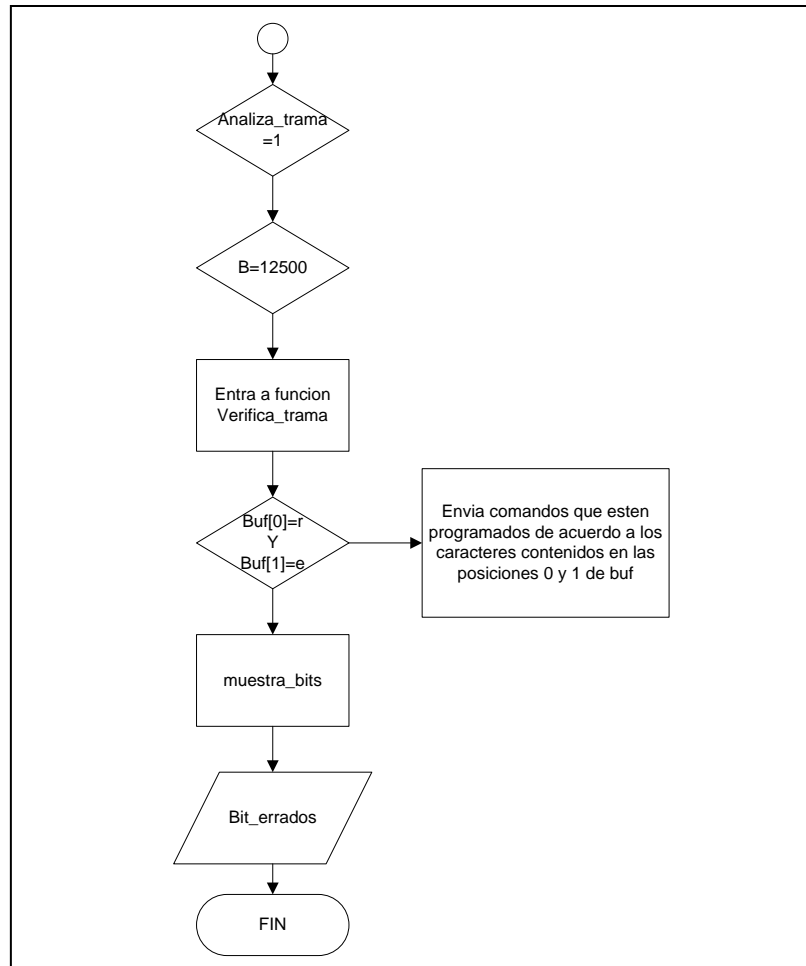 Analiza_trama
=1
B=12500
Entra a funcion
Verifica_trama
Buf[0]=r
Y
Buf[1]=e
Envia comandos que esten
programados de acuerdo a los
caracteres contenidos en las
posiciones 0 y 1 de buf
muestra_bits
Bit_errados
FIN